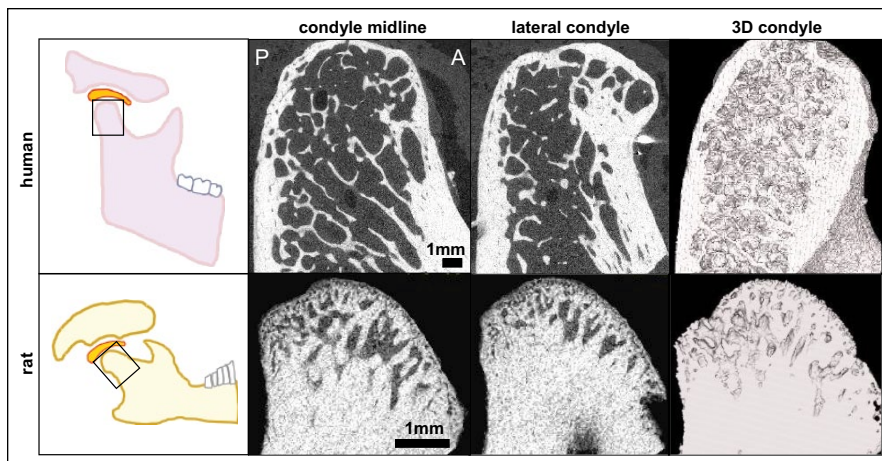 condyle midline
lateral condyle
3D condyle
human
P
A
1mm
rat
1mm